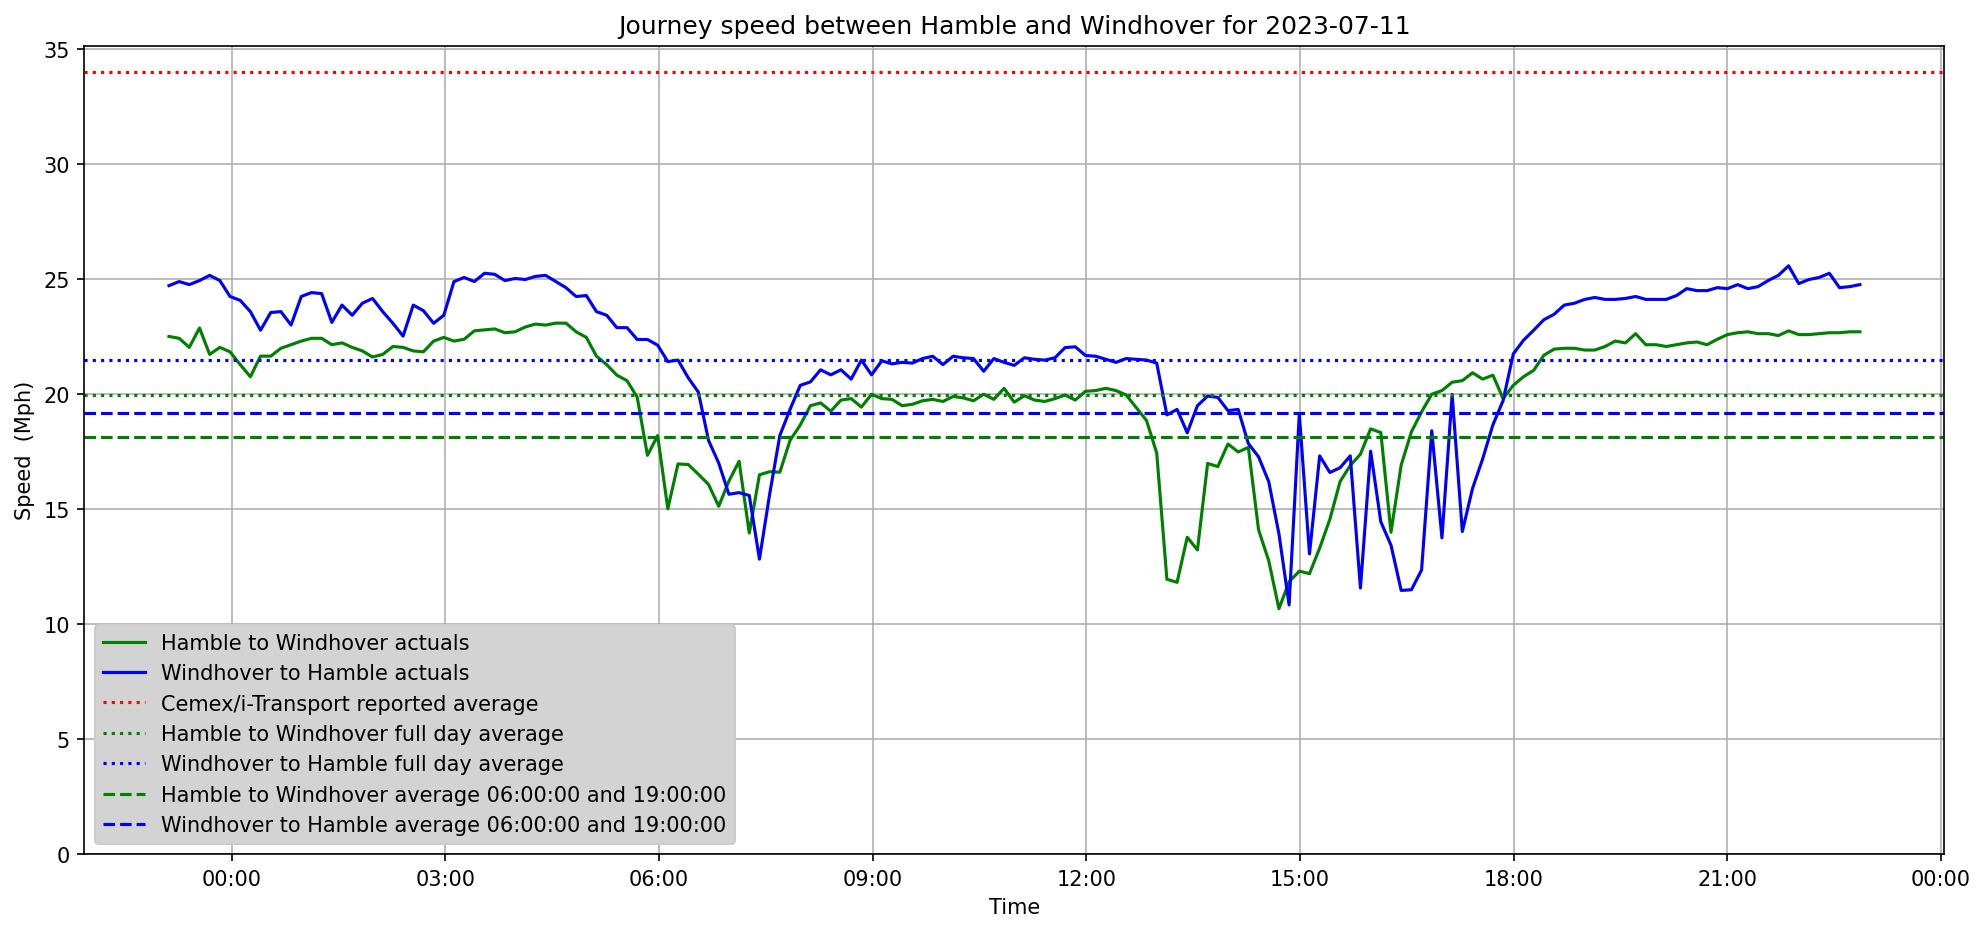 Journey speed between Hamble and Windhover for 2023-07-11
35
30
25
20
15
10
5
0
Speed (Mph)
Hamble to Windhover actuals
Windhover to Hamble actuals
Cemex/i-Transport reported average
Hamble to Windhover full day average
Windhover to Hamble full day average
Hamble to Windhover average 06:00:00 and 19:00:00
Windhover to Hamble average 06:00:00 and 19:00:00
00:00 03:00 06:00 09:00 12:00 15:00 18:00 21:00 00:00
Time